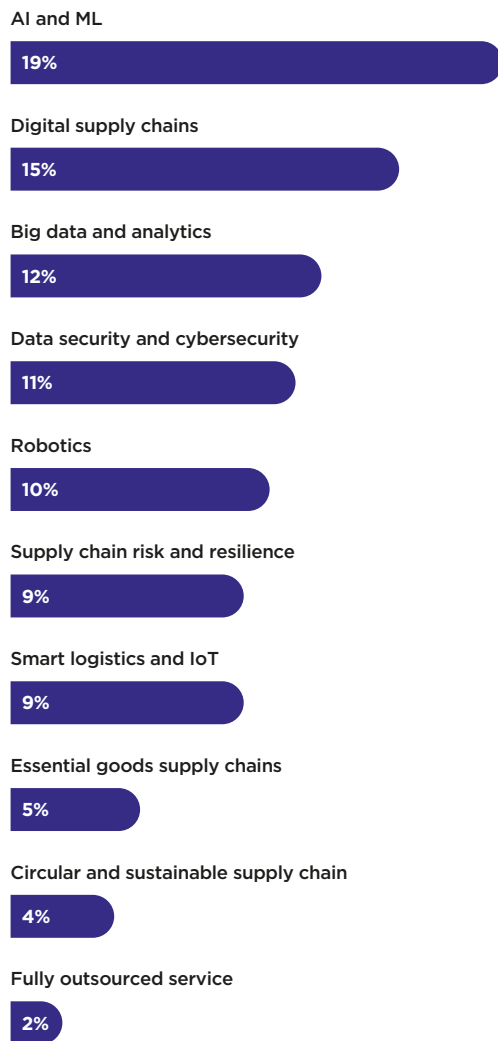 AI and ML
19%
Digital supply chains
15%
Big data and analytics
12%
Data security and cybersecurity
11%
Robotics
10%
Supply chain risk and resilience
9%
Smart logistics and IoT
9%
Essential goods supply chains
5%
Circular and sustainable supply chain
4%
Fully outsourced service
2%